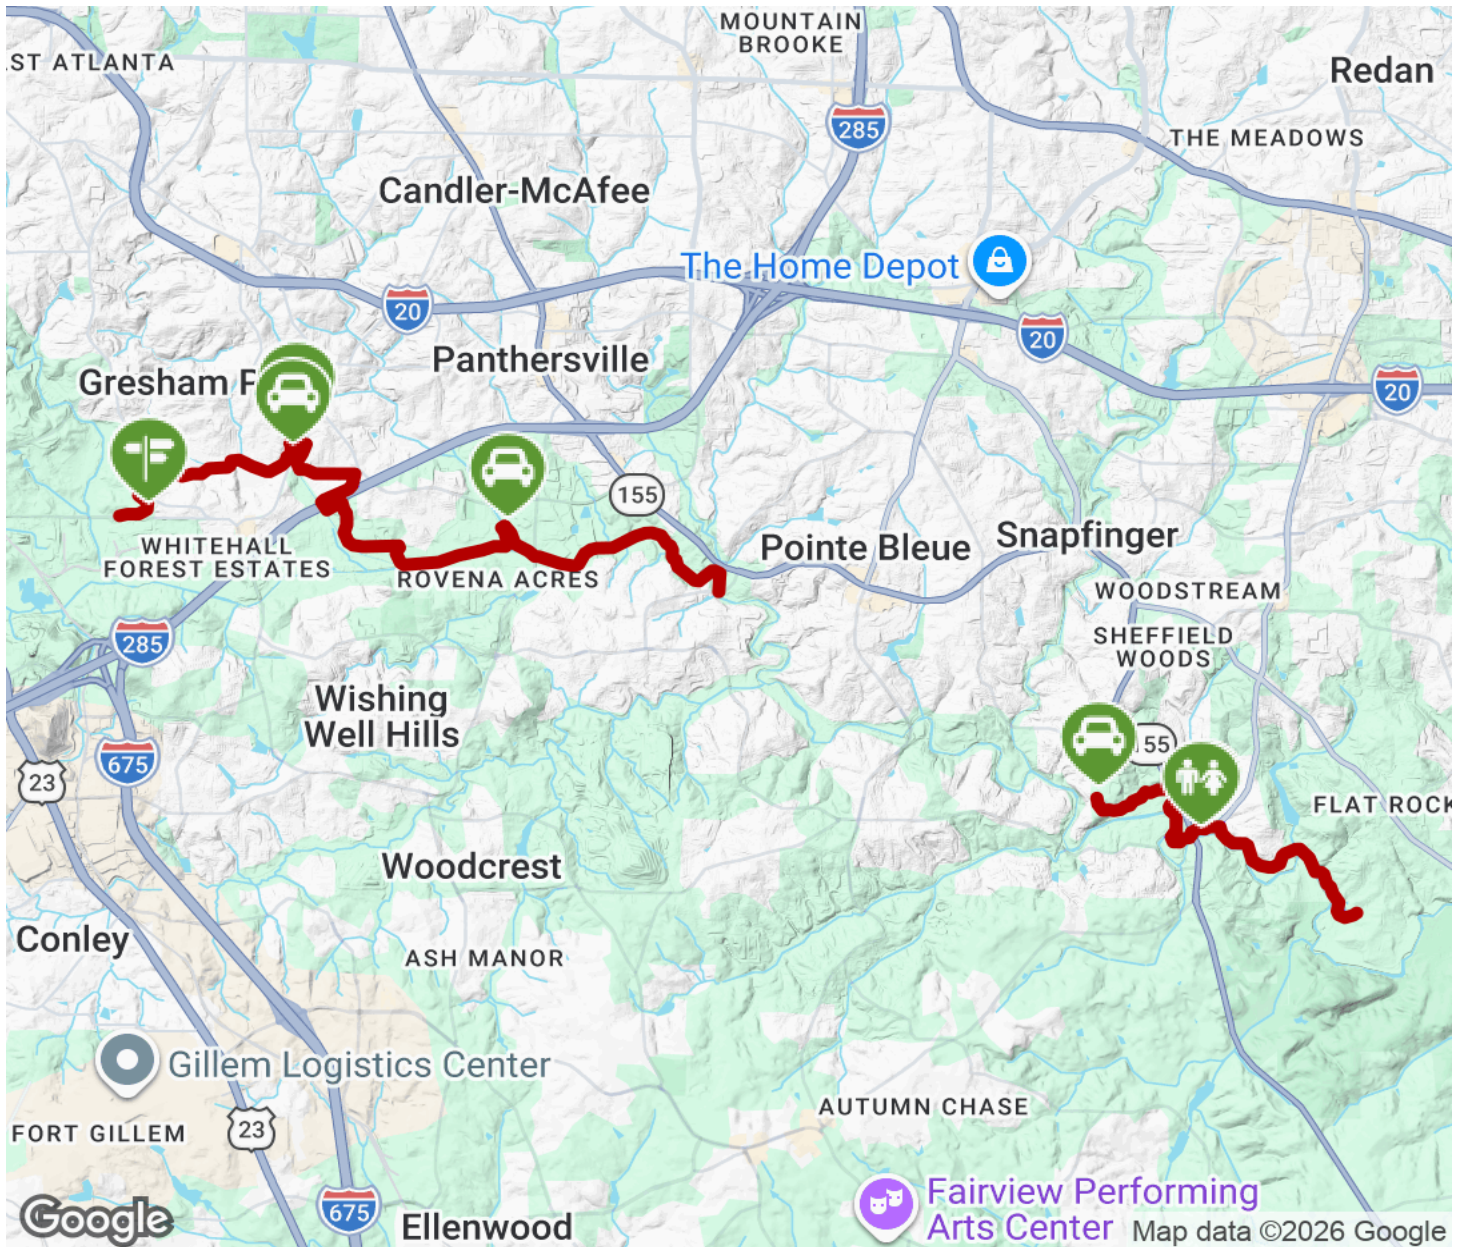 MOUNTAIN
BROOKE
ST ATLANTA
Redan
285
THE MEADOWS
Candler-McAfee
The Home Depot
20
20
Panthersville
Gresham P
20
155
Snapfinger
Pointe Bleue
WHITEHALL
FOREST ESTATES
ROVENA ACRES
WOODSTREAM
285
SHEFFIELD
WOODS
Wishing
Well Hills
55
675
23
FLAT ROCK
Woodcrest
Conley
ASH MANOR
Gillem Logistics Center
AUTUMN CHASE
FORT GILLEM
23
Fairview Performing
Arts Center
675
Google
Ellenwood
Map data ©2026 Google